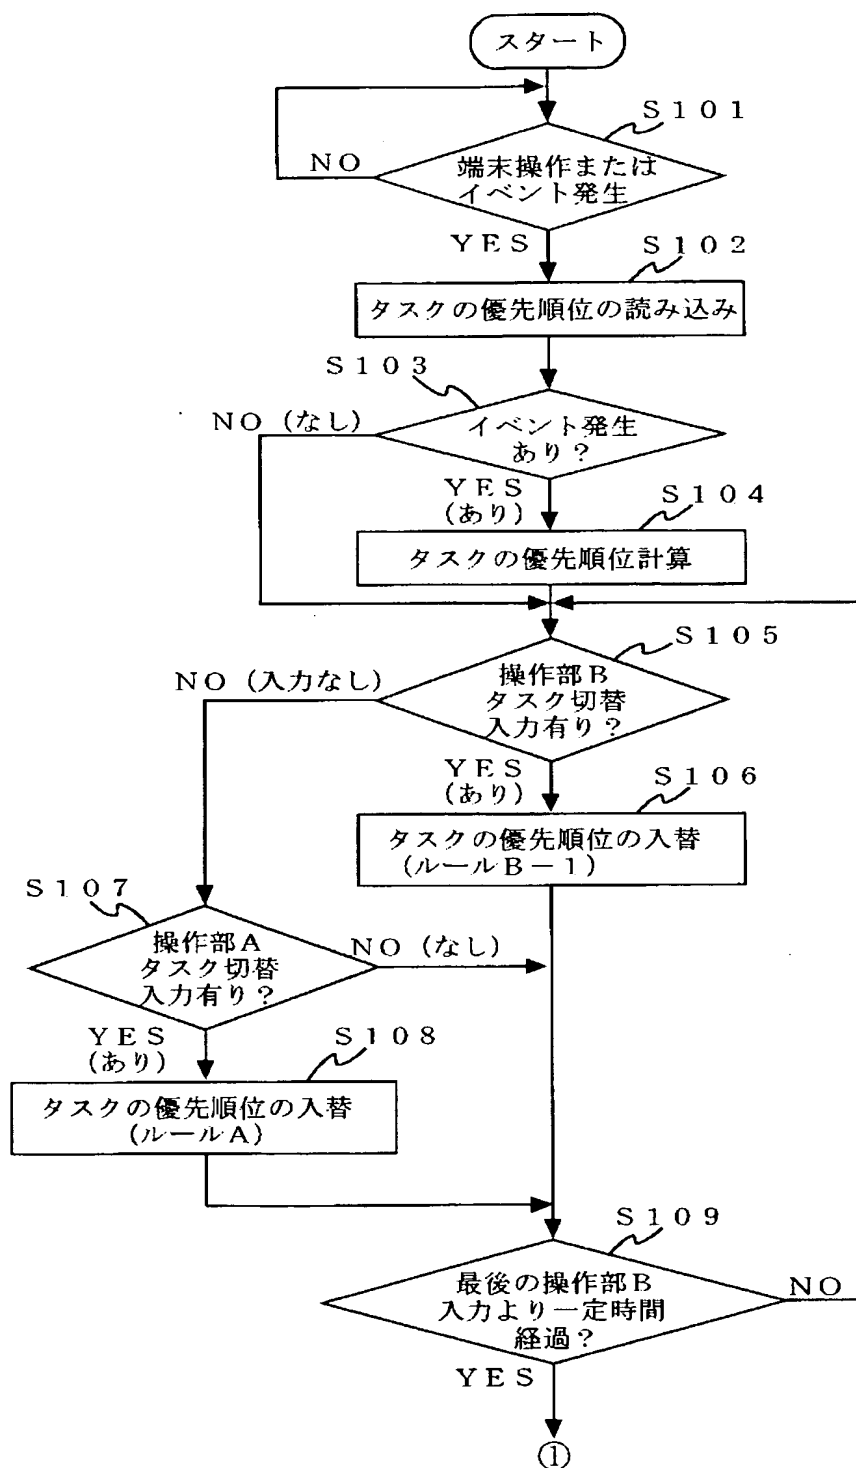 スタート
S101
NO
端末操作または
イベント発生
YES
S102
タスクの優先順位の読み込み
S103
NO (なし)
イベント発生
あり?
YES
(あり)
S104
タスクの優先順位計算
S105
NO (入力なし)
操作部B
タスク切替
入力有り?
YES
(あり)
S106
タスクの優先順位の入替
(ルールB-1)
S107
操作部A
タスク切替
入力有り?
NO (なし)
YES
(あり)
S108
タスクの優先順位の入替
(ルールA)
S109
最後の操作部B
入力より一定時間
経過?
NO
YES
①